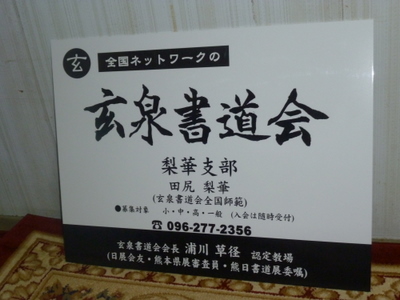 玄 全国ネットワークの
玄泉書道会
梨華支部
田尻 梨華
(玄泉書道会全国師範)
●募集対象 小・中・高・一般 (入会は随時受付)
☎096-277-2356
玄泉書道会会長 浦川 草径 認定教場
(日展会友・熊本県展審査員・熊日書道展委嘱)